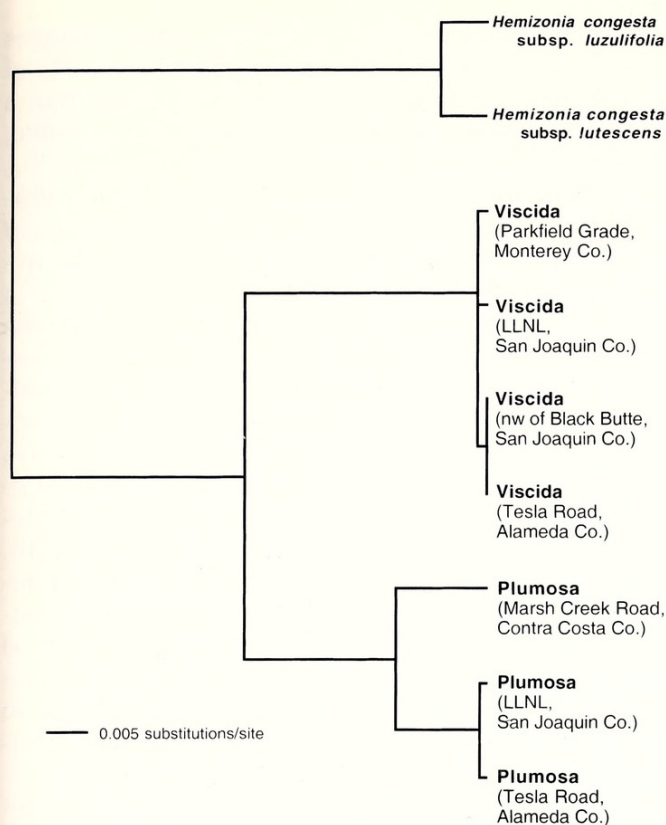 Hemizonia congesta
subsp. luzulifolia
Hemizonia congesta
subsp. lutescens
Viscida
(Parkfield Grade,
Monterey Co.)
Viscida
(LLNL,
San Joaquin Co.)
Viscida
(nw of Black Butte,
San Joaquin Co.)
Viscida
(Tesla Road,
Alameda Co.)
Plumosa
(Marsh Creek Road,
Contra Costa Co.)
Plumosa
(LLNL,
San Joaquin Co.)
0.005 substitutions/site
Plumosa
(Tesla Road,
Alameda Co.)